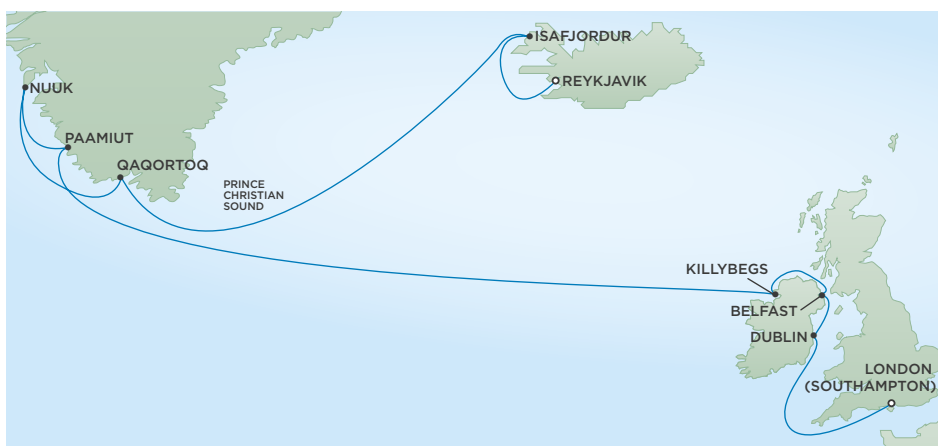 ISAFJORDUR
REYKJAVIK
NUUK
PAAMIUT
QAQORTOQ
PRINCE
CHRISTIAN
SOUND
KILLYBEGS
BELFAST
DUBLIN
LONDON
(SOUTHAMPTON)